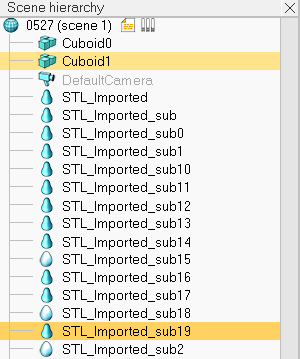 Scene hierarchy
0527 (scene 1)
Cuboid0
Cuboid1
DefaultCamera
STL_Imported
STL_Imported_sub
STL_Imported_sub0
STL_Imported_sub1
STL_Imported_sub10
STL_Imported_sub11
STL_Imported_sub12
STL_Imported_sub13
STL_Imported_sub14
STL_Imported_sub15
STL_Imported_sub16
STL_Imported_sub17
STL_Imported_sub18
STL_Imported_sub19
STL_Imported_sub2